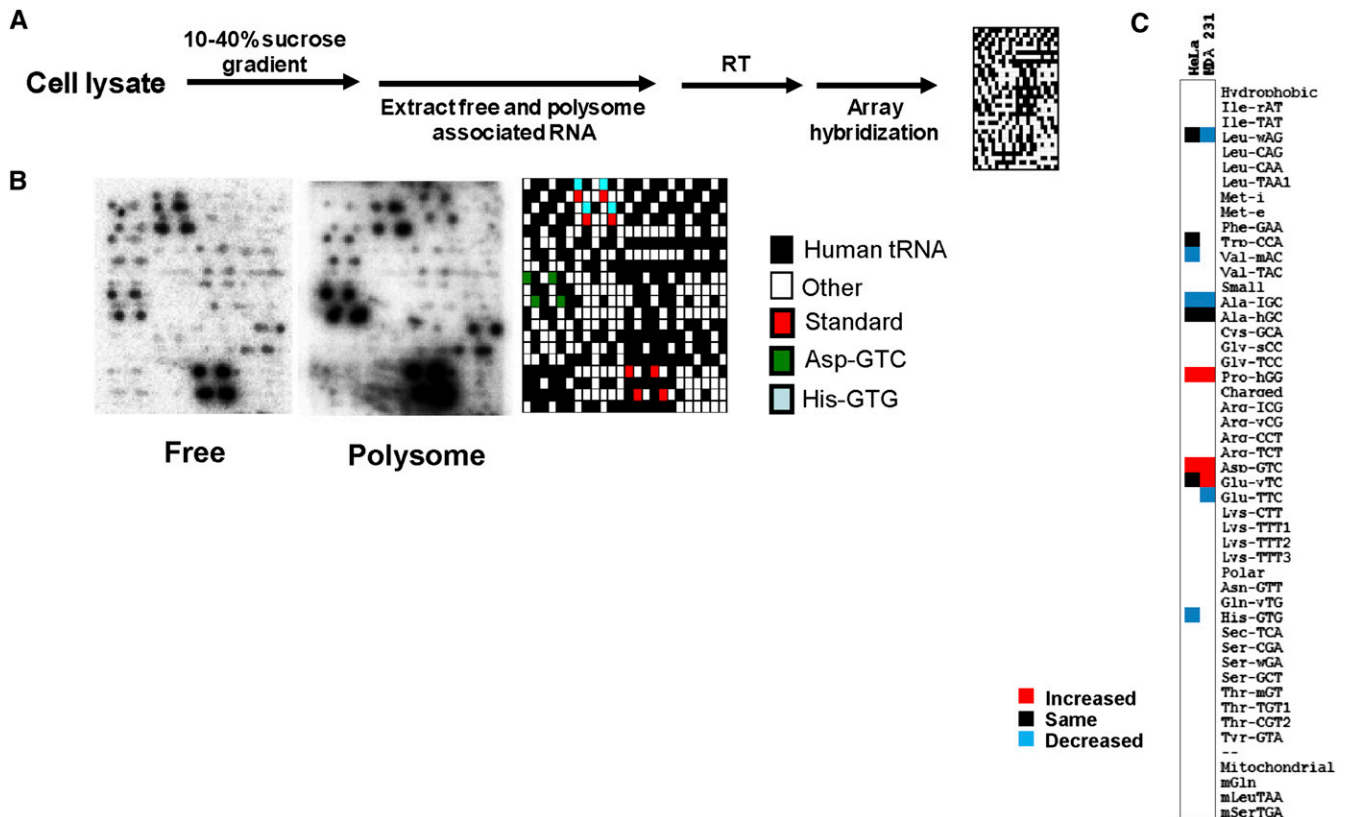 A
Cell lysate
10-40% sucrose
gradient
Extract free and polysome
associated RNA
RT
Array
hybridization
B
Free
Polysome
Human tRNA
Other
Standard
Asp-GTC
His-GTG
C
HeLa
MDA 231
Hydrophobic
Ile-rAT
Ile-TAT
Leu-wAG
Leu-CAG
Leu-CAA
Leu-TAA1
Met-i
Met-e
Phe-GAA
Trp-CCA
Val-mAC
Val-TAC
Small
Ala-IGC
Ala-hGC
Cys-GCA
Gly-sCC
Gly-TCC
Pro-hGG
Charged
Arg-ICG
Arg-yCG
Arg-CCT
Arg-TCT
Asp-GTC
Glu-yTC
Glu-TTC
Lys-CTT
Lys-TTT1
Lys-TTT2
Lys-TTT3
Polar
Asn-GTT
Gln-yTG
His-GTG
Sec-TCA
Ser-CGA
Ser-wGA
Ser-GCT
Thr-mGT
Thr-TGT1
Thr-CGT2
Tyr-GTA
--
Mitochondrial
mGln
mLeuTAA
mSerTGA
Increased
Same
Decreased